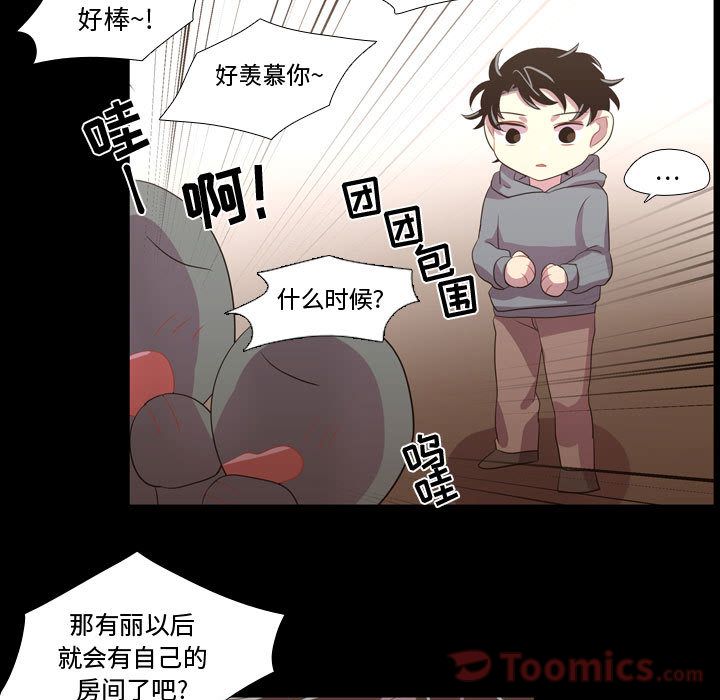 好棒~!
好羡慕你~
哇—
啊!
...
团团包围
什么时候?
呜哇
那有丽以后
就会有自己的
房间了吧?
Toomics.com